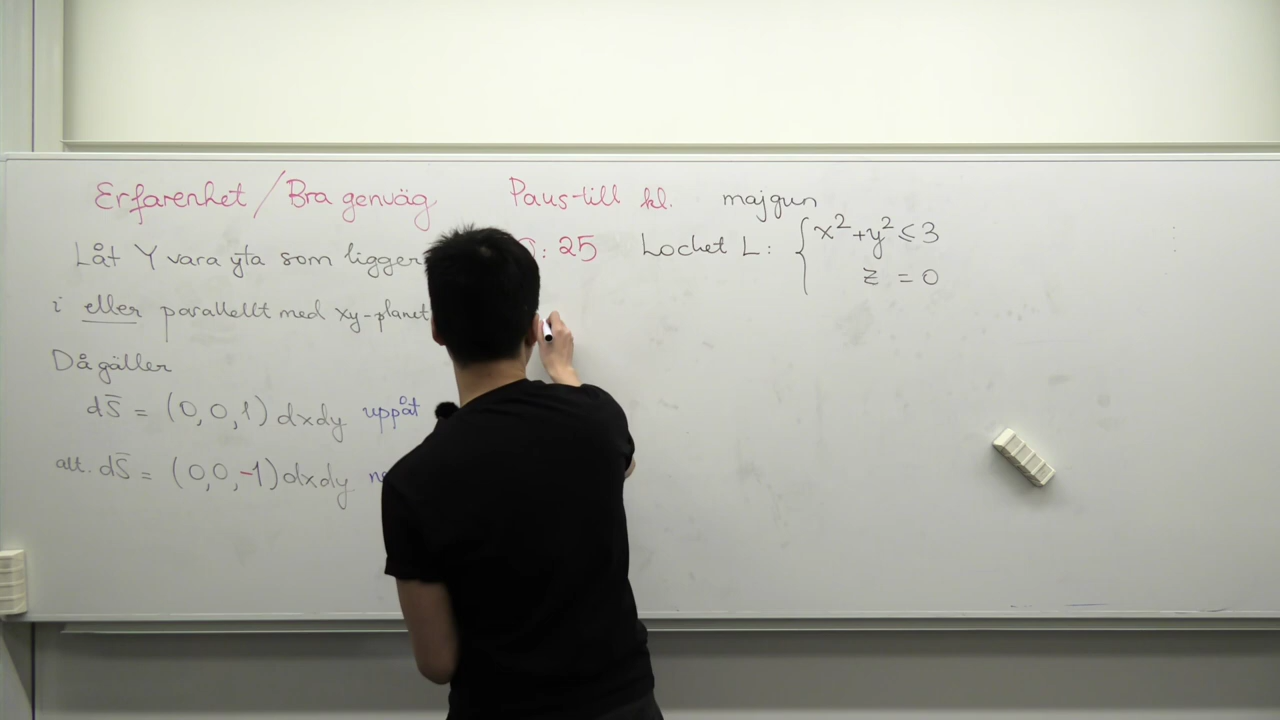 Erfarenhet / Bra genväg
Låt Y vara yta som ligger
i eller parallellt med xy-planet
Då gäller
dS̄ = (0, 0, 1) dxdy uppåt
alt. dS̄ = (0, 0, -1) dxdy
Paus till kl.
: 25
majgun
Locket L: { x² + y² ≤ 3
z = 0